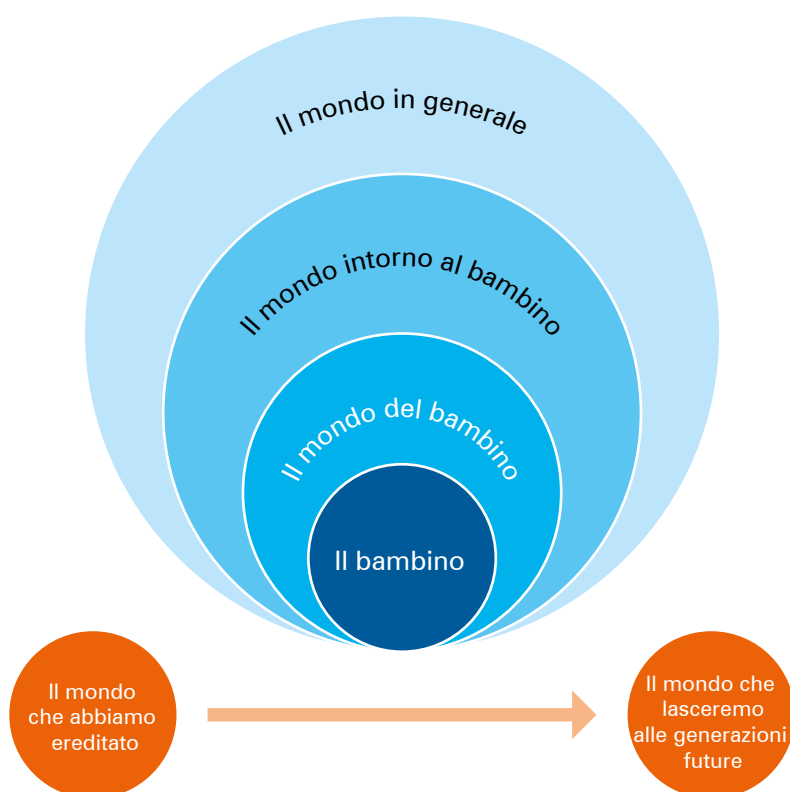 Il mondo in generale
Il mondo intorno al bambino
Il mondo del bambino
Il bambino
Il mondo
che abbiamo
ereditato
Il mondo che
lasceremo
alle generazioni
future